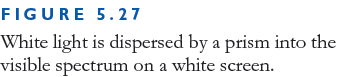 FIGURE 5.27
White light is dispersed by a prism into the
visible spectrum on a white screen.